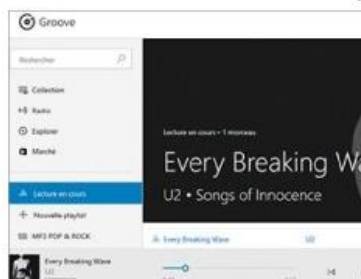 Groove
Rechercher
Collection
Radio
Explorer
Marché
Lecture en cours
Nouvelle playlist
MP3 POP & ROCK
Lecture en cours • 1 morceau
Every Breaking Wa
U2 • Songs of Innocence
Every Breaking Wave
U2
Every Breaking Wave
U2